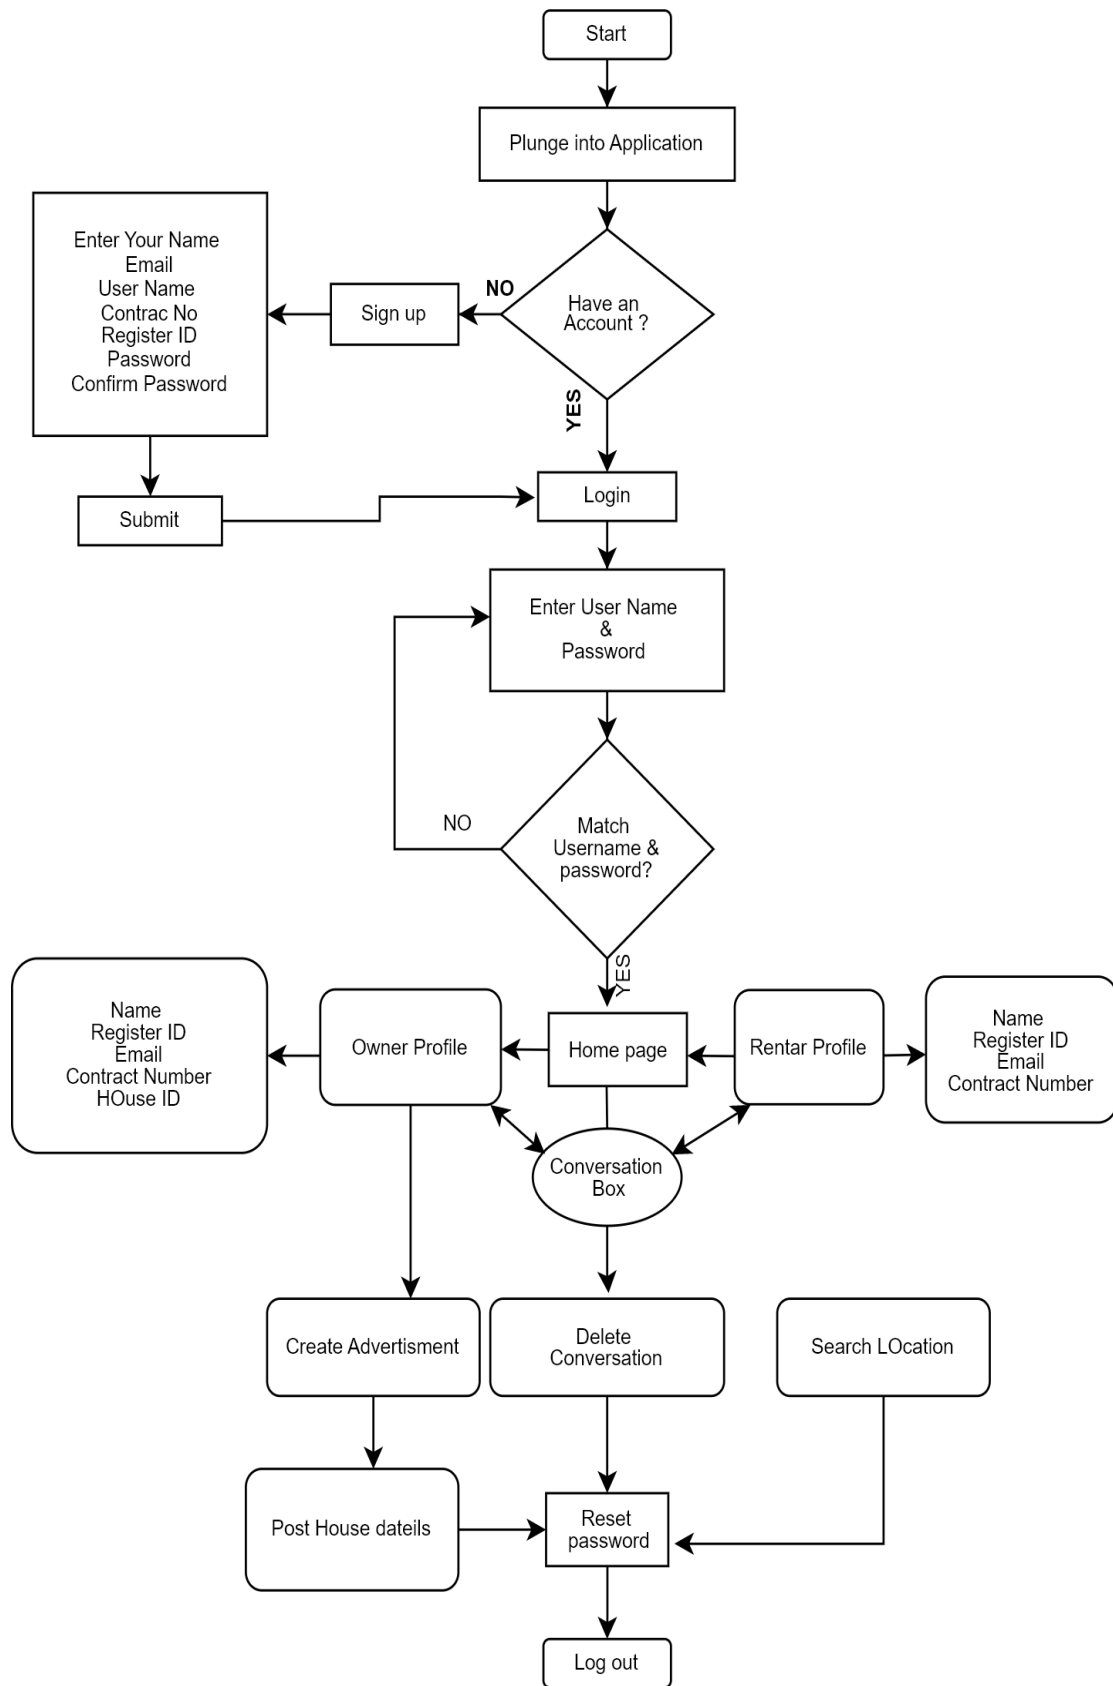 Start
Plunge into Application
Have an
Account ?
NO
Sign up
Enter Your Name
Email
User Name
Contrac No
Register ID
Password
Confirm Password
YES
Submit
Login
Enter User Name
&
Password
Match
Username &
password?
NO
YES
Name
Register ID
Email
Contract Number
HOuse ID
Owner Profile
Home page
Rentar Profile
Name
Register ID
Email
Contract Number
Conversation
Box
Create Advertisment
Delete
Conversation
Search LOcation
Post House dateils
Reset
password
Log out